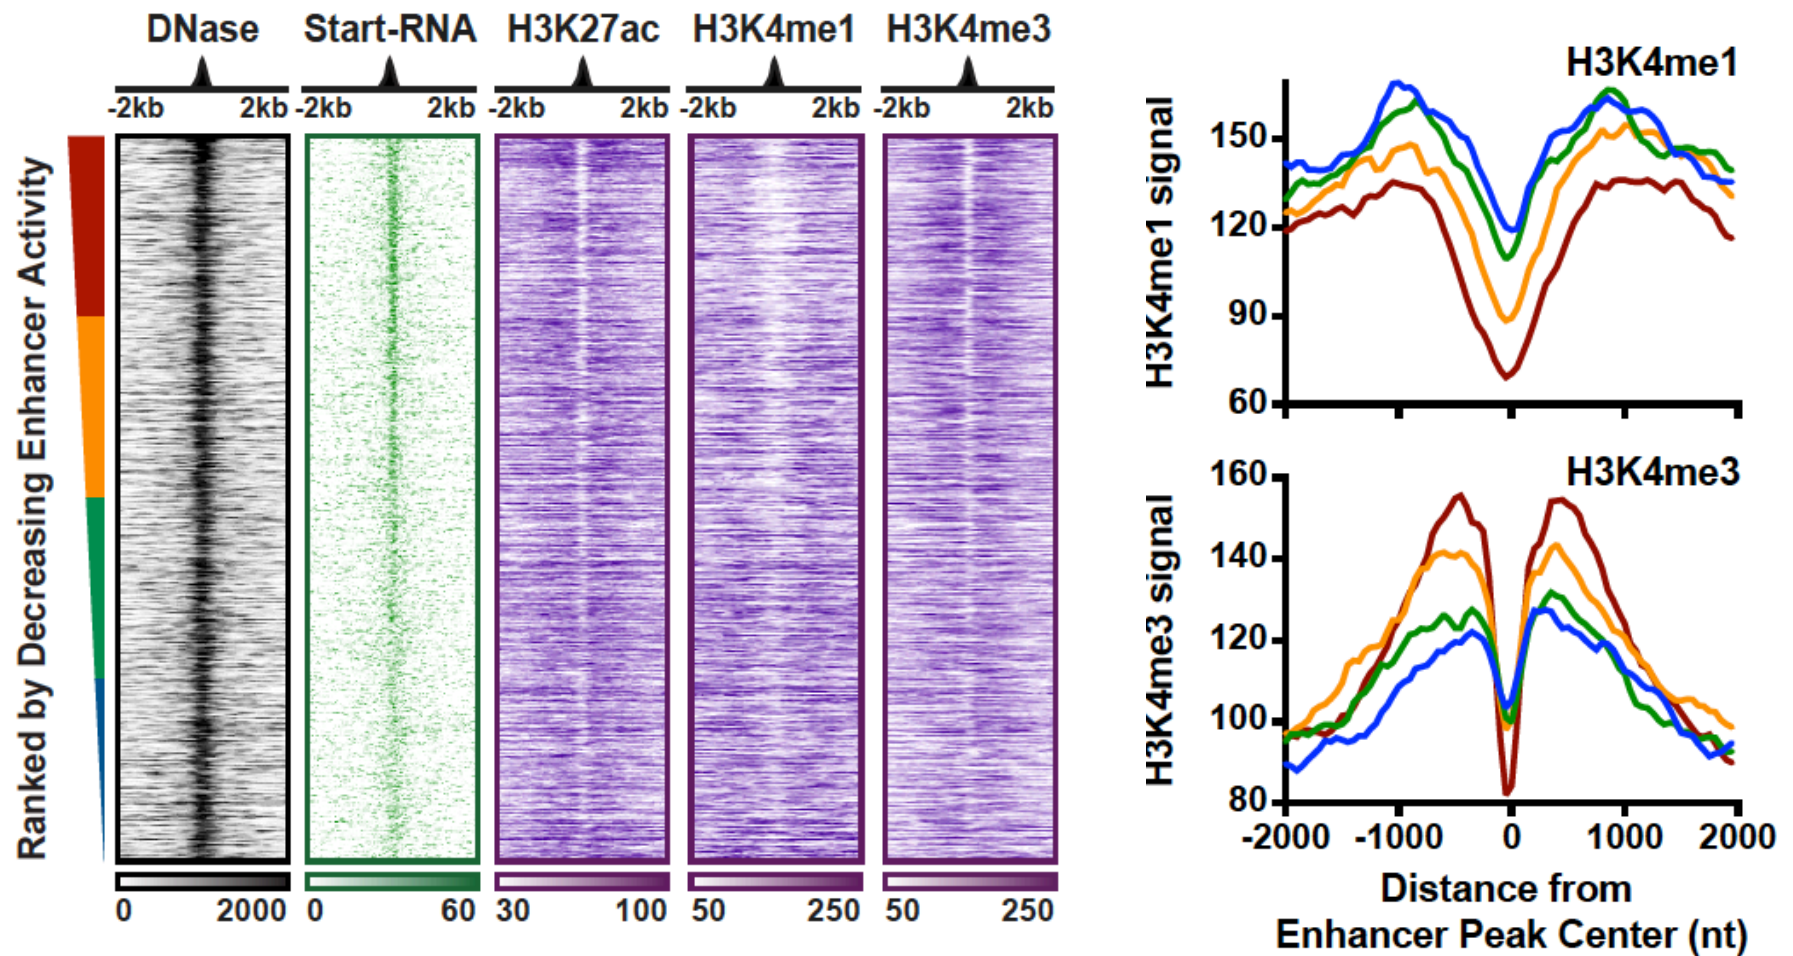 DNase Start-RNA H3K27ac H3K4me1 H3K4me3
-2kb 2kb -2kb 2kb -2kb 2kb -2kb 2kb -2kb 2kb
Ranked by Decreasing Enhancer Activity
0 2000 0 60 30 100 50 250 50 250
H3K4me1
H3K4me1 signal
150
120
90
60
H3K4me3
H3K4me3 signal
160
140
120
100
80
-2000 -1000 0 1000 2000
Distance from
Enhancer Peak Center (nt)